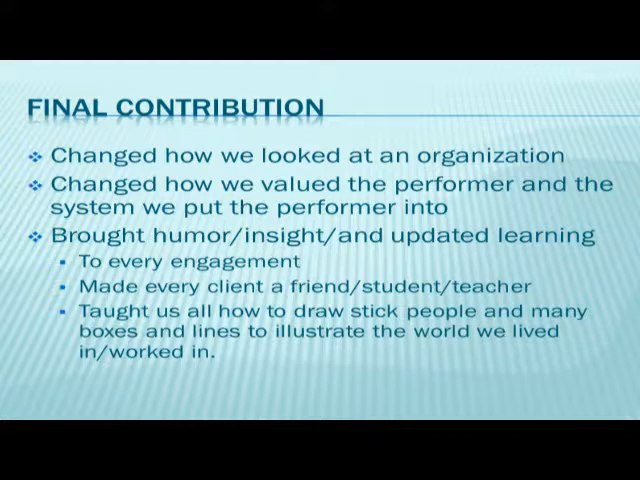 FINAL CONTRIBUTION
Changed how we looked at an organization
Changed how we valued the performer and the
system we put the performer into
Brought humor/insight/and updated learning
To every engagement
Made every client a friend/student/teacher
Taught us all how to draw stick people and many
boxes and lines to illustrate the world we lived
in/worked in.